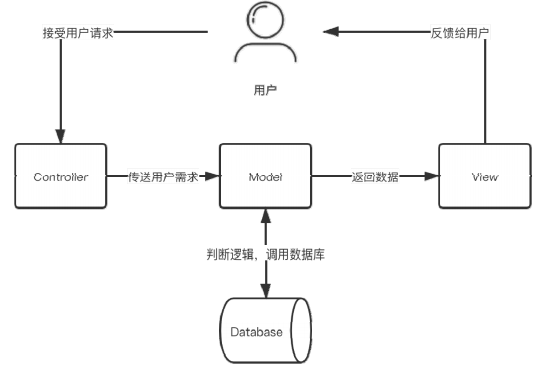 接受用户请求
反馈给用户
用户
Controller
传送用户需求
Model
返回数据
View
判断逻辑，调用数据库
Database